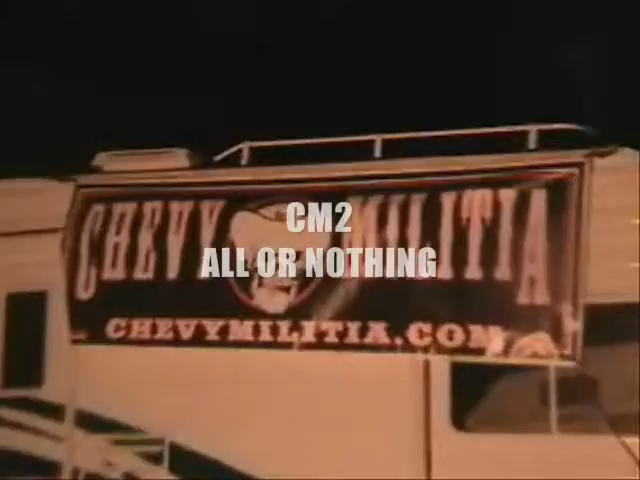 CM2
ALL OR NOTHING
CHEVY MILITIA
CHEVYMILITIA.COM